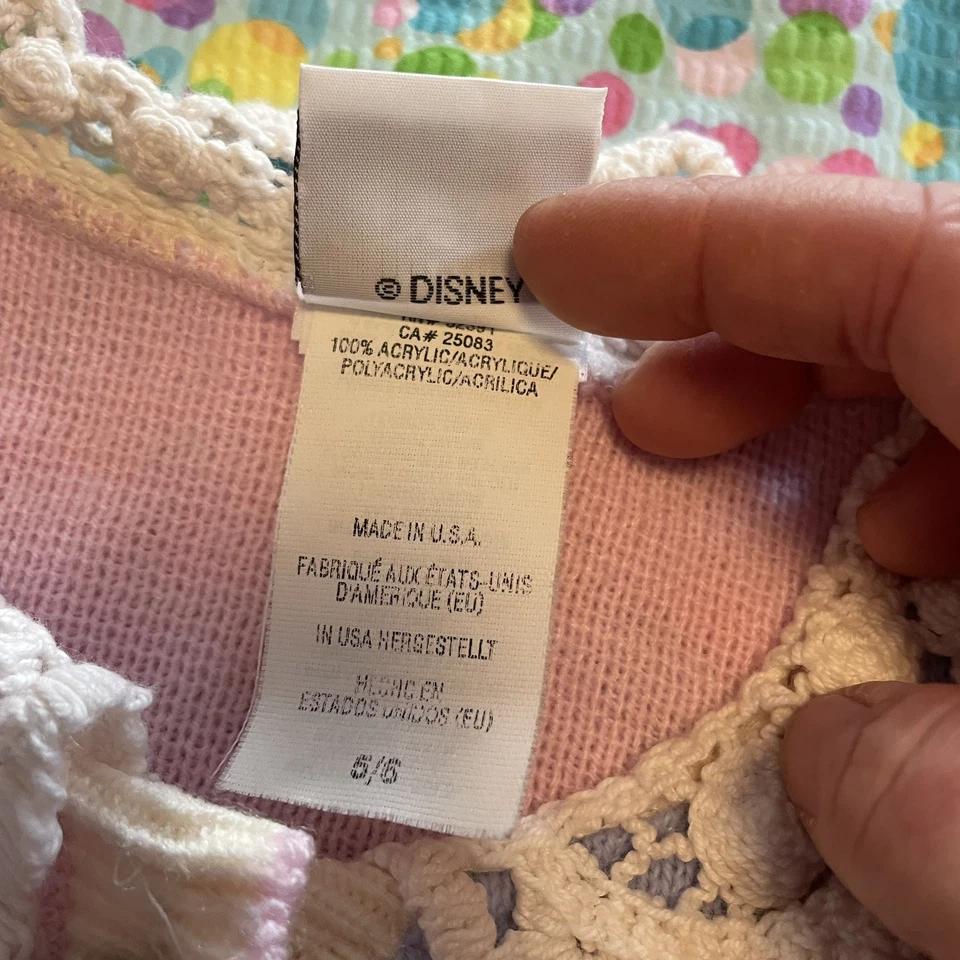 © DISNEY
CA# 25083
100% ACRYLIC/ACRYLIQUE/
POLYACRYLIC/ACRILICA
MADE IN U.S.A.
FABRIQUÉ AUX ÉTATS-UNIS
D'AMERIQUE (EU)
IN USA HERGESTELLT
HECHO EN
ESTADOS UNIDOS (EU)
5/6